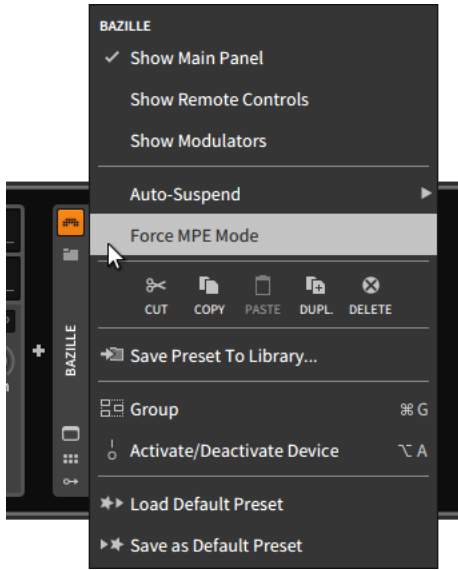 BAZILLE
Show Main Panel
Show Remote Controls
Show Modulators
Auto-Suspend
Force MPE Mode
CUT COPY PASTE DUPL. DELETE
Save Preset To Library...
Group ⌘ G
Activate/Deactivate Device ⌥ A
Load Default Preset
Save as Default Preset
BAZILLE